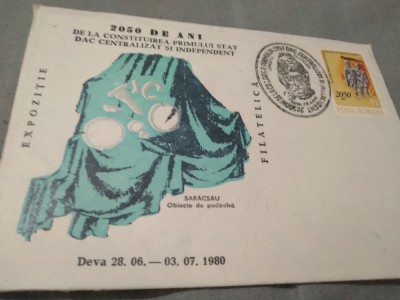 2050 DE ANI
DE LA CONSTITUIREA PRIMULUI STAT
DAC CENTRALIZAT ŞI INDEPENDENT
EXPOZIŢIE
FILATELICĂ
2050
POSTA ROMANA
SARACSĂU
Obiecte de podoabă
Deva 28. 06. — 03. 07. 1980